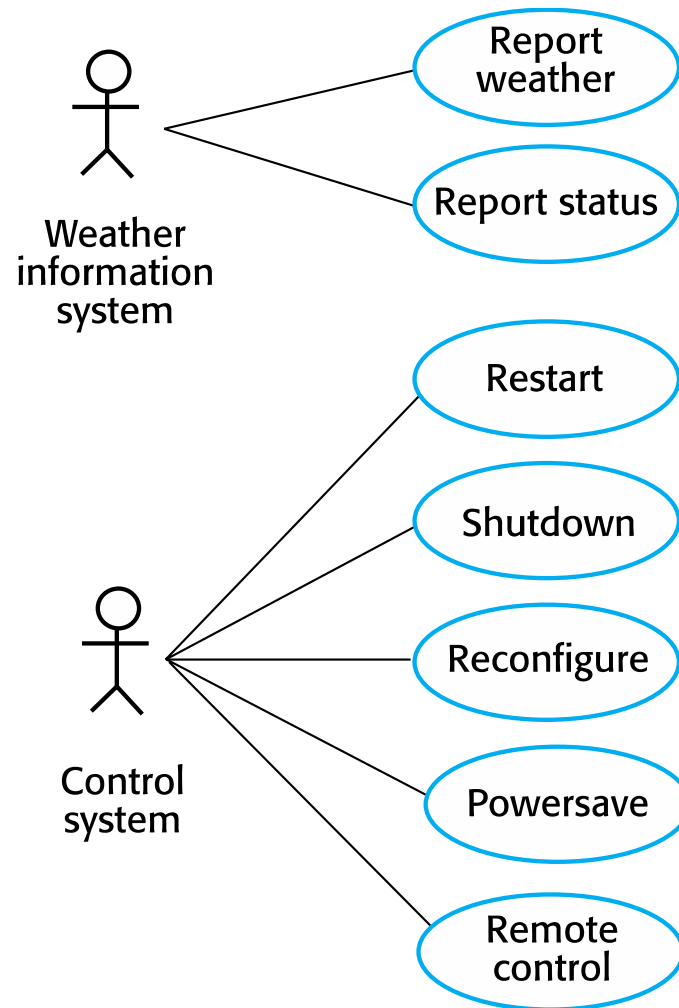 Report
weather
Report status
Weather
information
system
Restart
Shutdown
Reconfigure
Control
system
Powersave
Remote
control